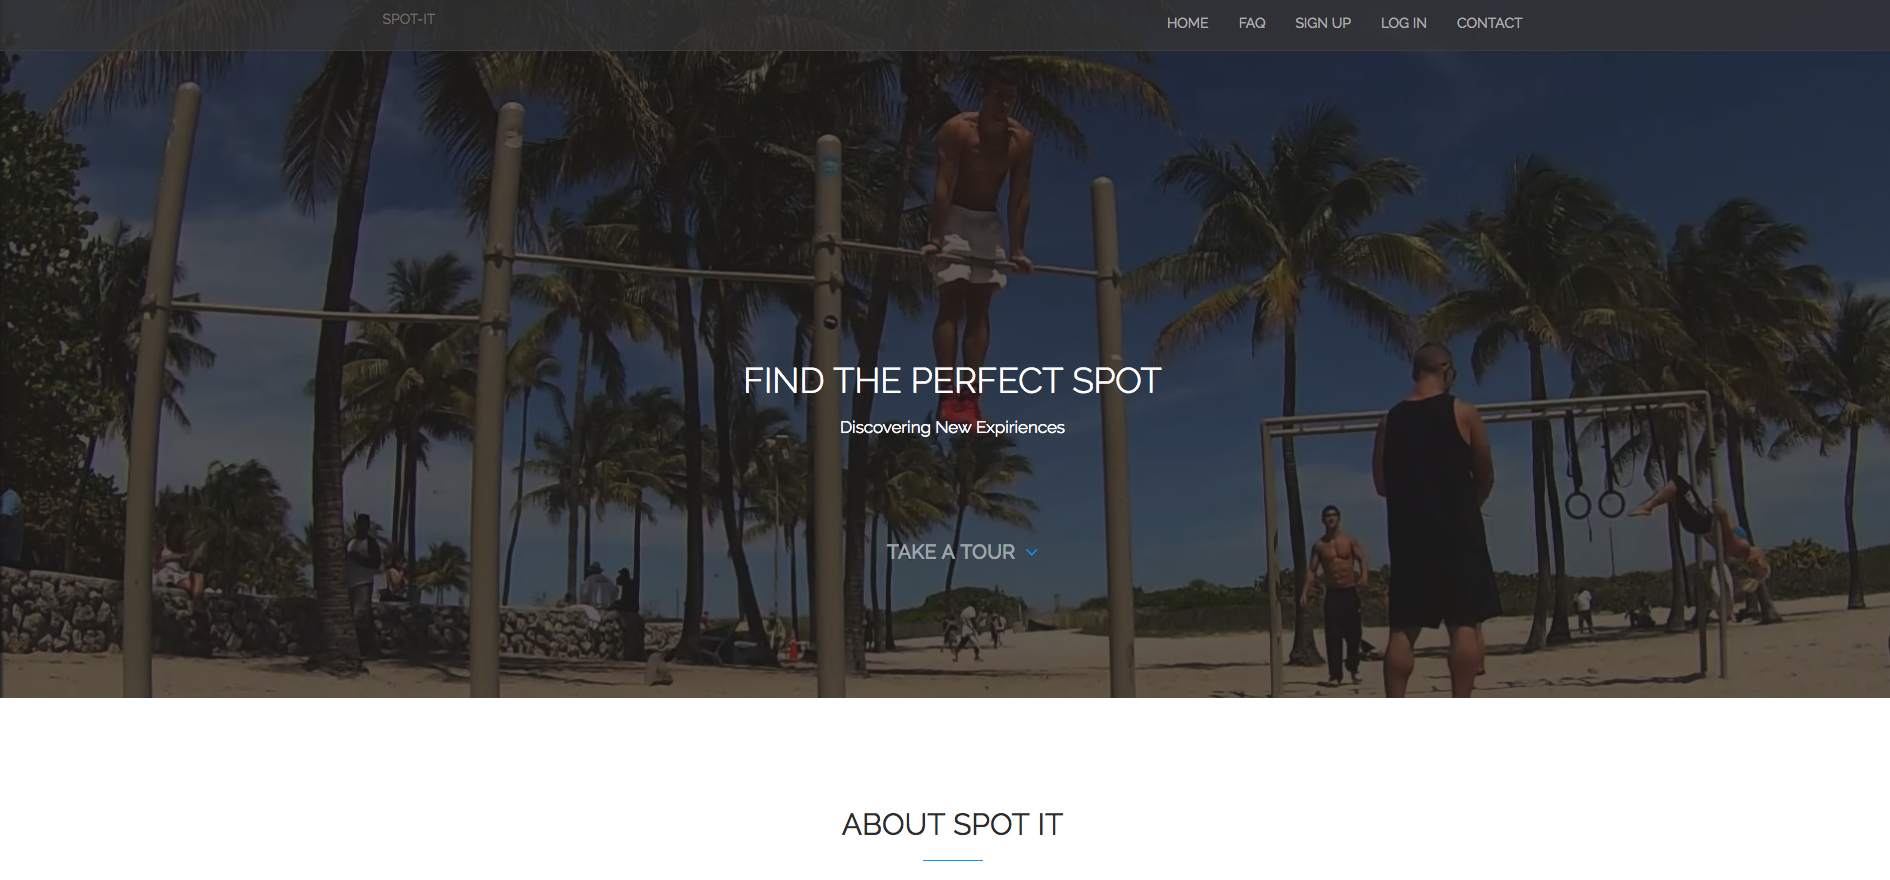 SPOT-IT
HOME FAQ SIGN UP LOG IN CONTACT
FIND THE PERFECT SPOT
Discovering New Expiriences
TAKE A TOUR
ABOUT SPOT IT